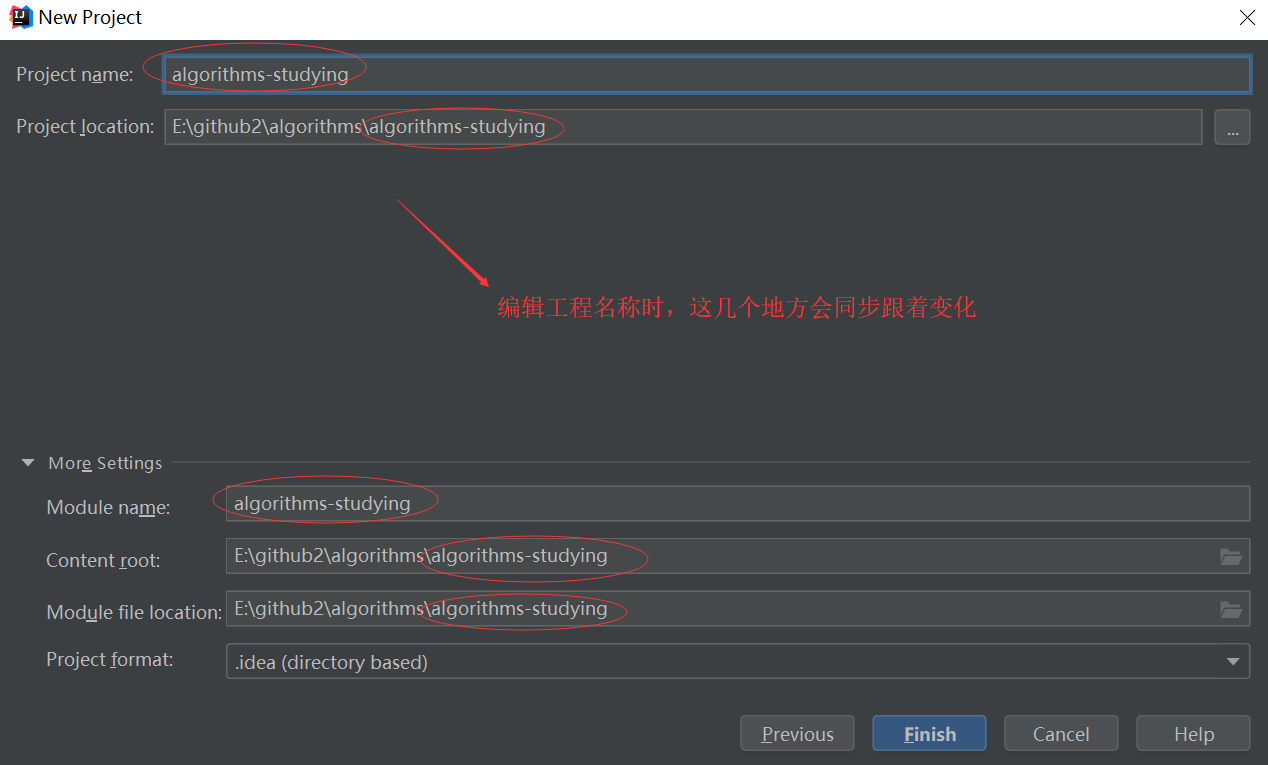 New Project
Project name: algorithms-studying
Project location: E:\github2\algorithms\algorithms-studying ...
编辑工程名称时，这几个地方会同步跟着变化
More Settings
Module name: algorithms-studying
Content root: E:\github2\algorithms\algorithms-studying
Module file location: E:\github2\algorithms\algorithms-studying
Project format: .idea (directory based)
Previous Finish Cancel Help